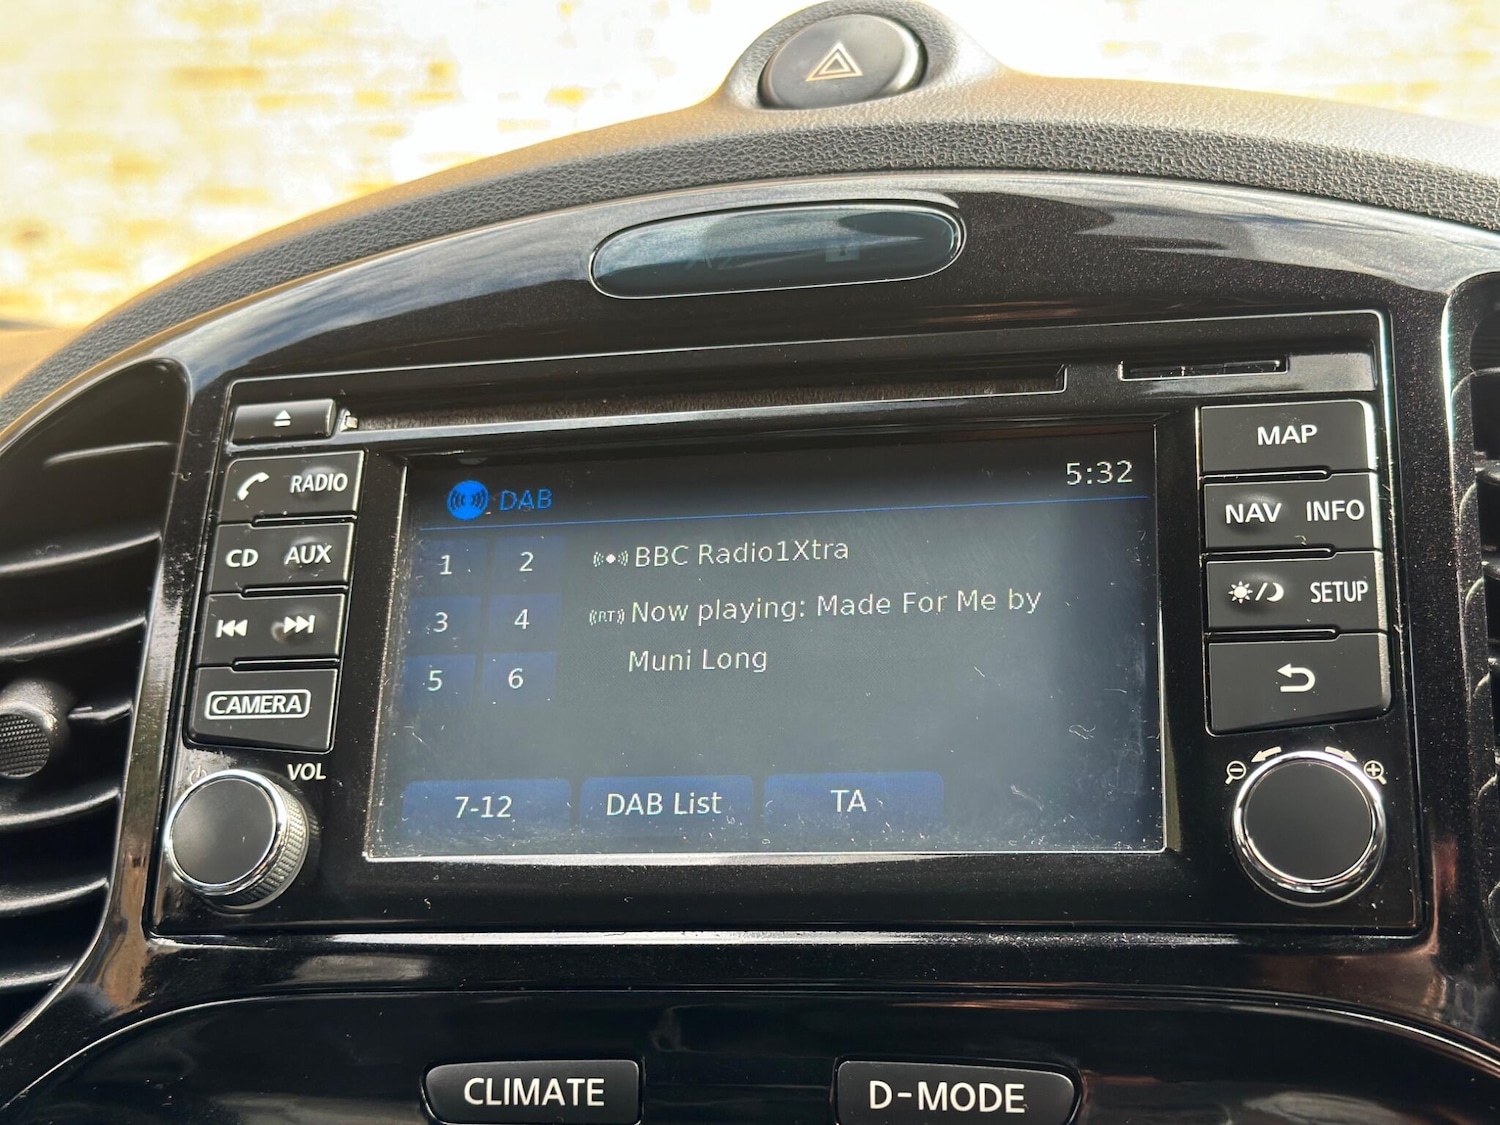 RADIO
CD AUX
CAMERA
VOL
DAB
5:32
1 2
3 4
5 6
BBC Radio1Xtra
(RT) Now playing: Made For Me by
Muni Long
7-12 DAB List TA
MAP
NAV INFO
SETUP
CLIMATE D-MODE